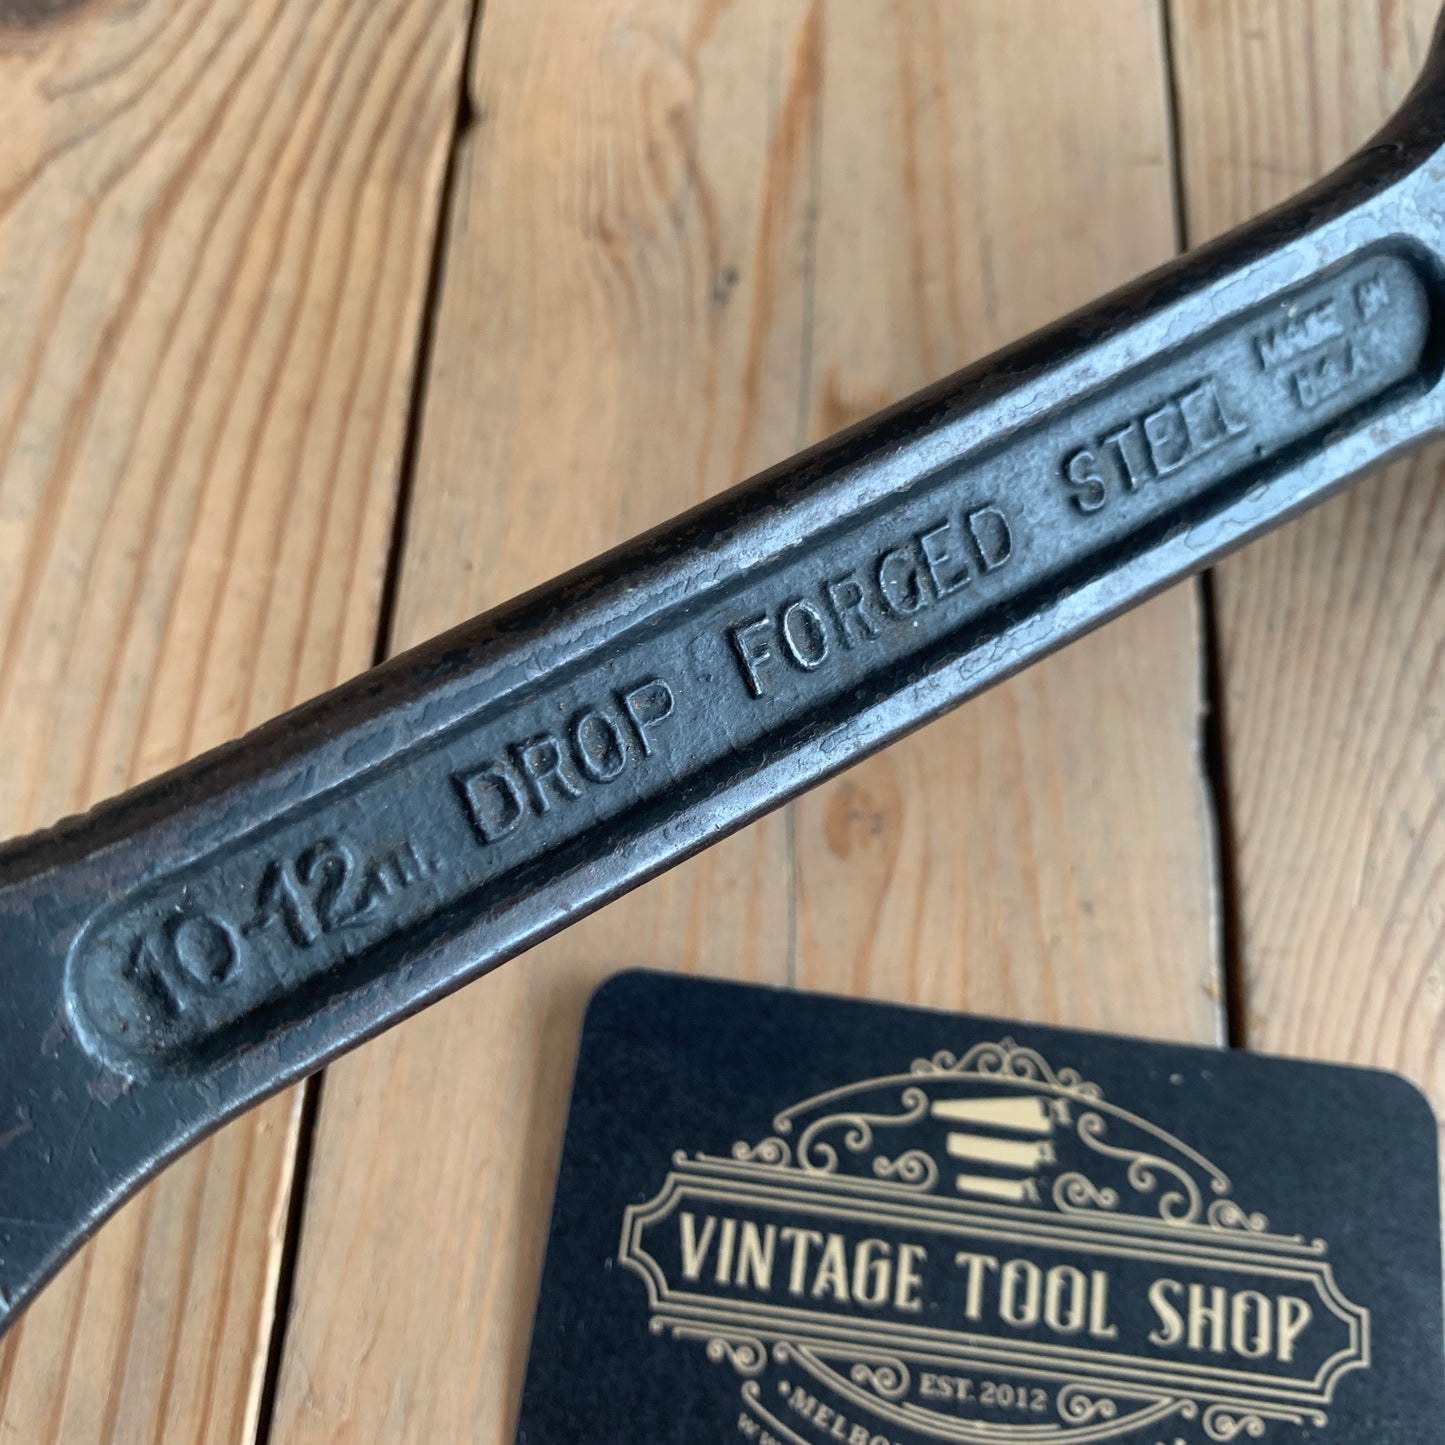 10-12 in. DROP FORGED STEEL
MADE IN
U.S.A.
VINTAGE TOOL SHOP
EST. 2012